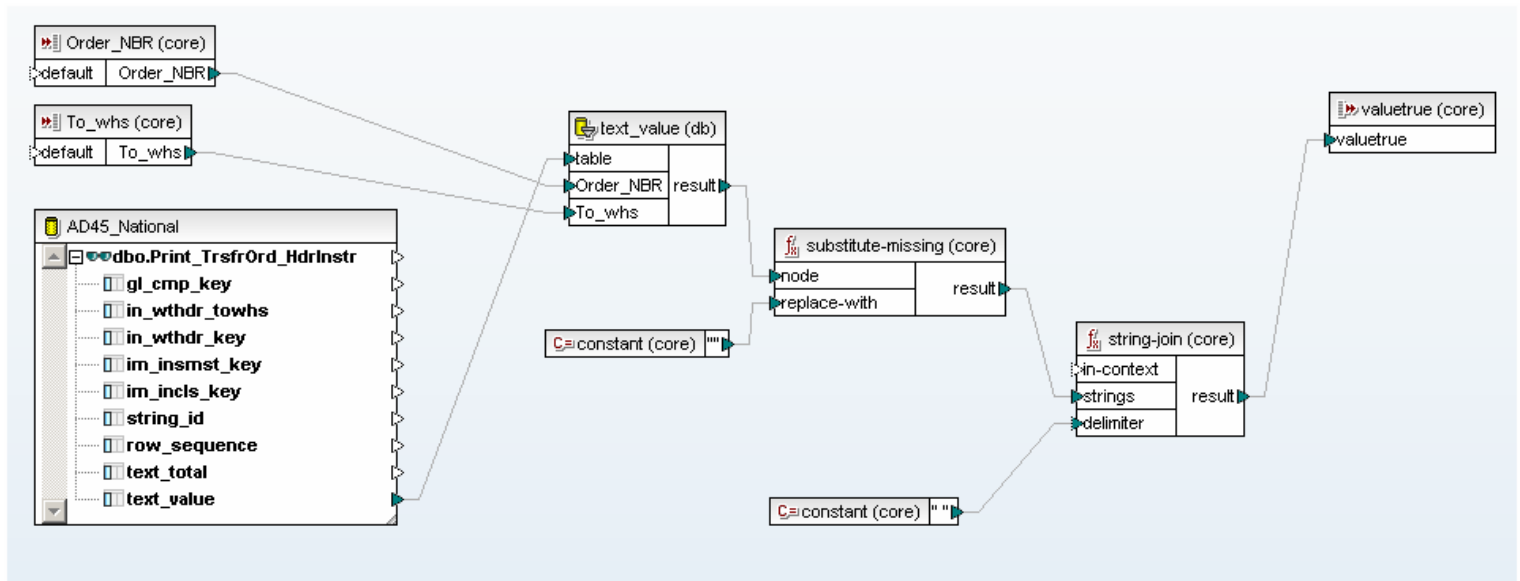 Order_NBR (core)
default Order_NBR
To_whs (core)
default To_whs
AD45_National
dbo.Print_TrsfrOrd_HdrInstr
gl_cmp_key
in_wthdr_towhs
in_wthdr_key
im_insmst_key
im_incls_key
string_id
row_sequence
text_total
text_value
text_value (db)
table
Order_NBR result
To_whs
substitute-missing (core)
node
replace-with result
C= constant (core) ""
string-join (core)
in-context
strings result
delimiter
C= constant (core) " "
valuetrue (core)
valuetrue